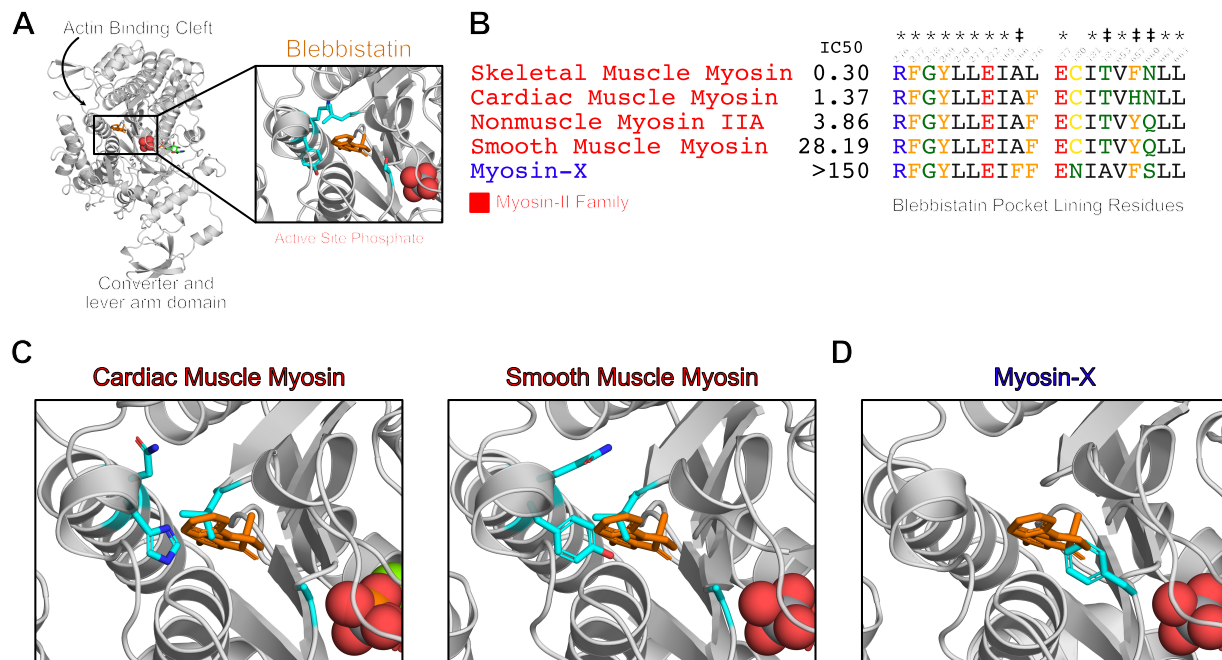 A
Actin Binding Cleft
Blebbistatin
Active Site Phosphate
Converter and
lever arm domain
B
IC50
* * * * * * * * ‡ * * ‡ * ‡ ‡ * *
Skeletal Muscle Myosin 0.30 RFGYLLEIAL ECITVFNLL
Cardiac Muscle Myosin 1.37 RFGYLLEIAF ECITVHNLL
Nonmuscle Myosin IIA 3.86 RFGYLLEIAF ECITVYQLL
Smooth Muscle Myosin 28.19 RFGYLLEIAF ECITVYQLL
Myosin-X >150 RFGYLLEIFF ENIAVFSLL
Myosin-II Family
Blebbistatin Pocket Lining Residues
C
Cardiac Muscle Myosin
Smooth Muscle Myosin
D
Myosin-X